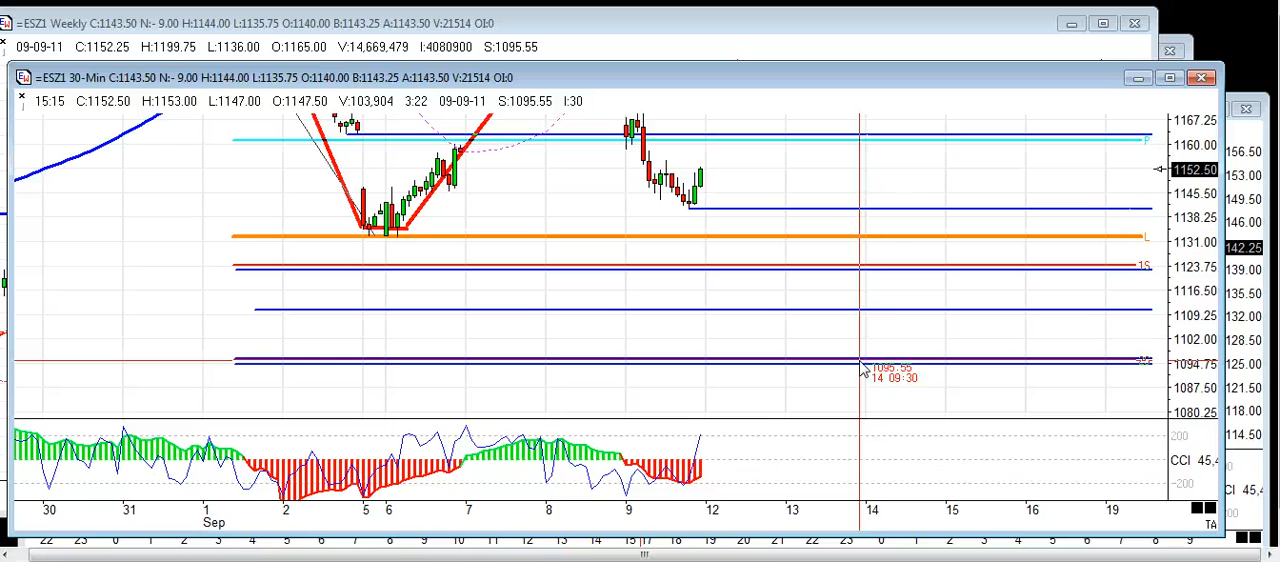 =ESZ1 Weekly C:1143.50 N:- 9.00 H:1144.00 L:1135.75 O:1140.00 B:1143.25 A:1143.50 V:21514 OI:0
09-09-11 C:1152.25 H:1199.75 L:1136.00 O:1165.00 V:14,669,479 I:4080900 S:1095.55
=ESZ1 30-Min C:1143.50 N:- 9.00 H:1144.00 L:1135.75 O:1140.00 B:1143.25 A:1143.50 V:21514 OI:0
15:15 C:1152.50 H:1153.00 L:1147.00 O:1147.50 V:103,904 3:22 09-09-11 S:1095.55 I:30
1167.25
1160.00
1152.50
1145.50
1138.25
L
1131.00
1S
1123.75
1116.50
1109.25
1102.00
1094.75
1087.50
1080.25
1095.55
14 09:30
156.50
153.00
149.50
146.00
142.25
139.00
135.50
132.00
128.50
125.00
121.50
118.00
114.50
200
CCI 45,4
-200
CCI 45,
30 31 1 2 5 6 7 8 9 12 13 14 15 16 19
Sep
TA
22 23 0 1 2 3 4 5 6 7 8 9 10 12 13 14 15 16 18 19 20 21 22 23 0 1 2 3 4 5 6 7 8 9